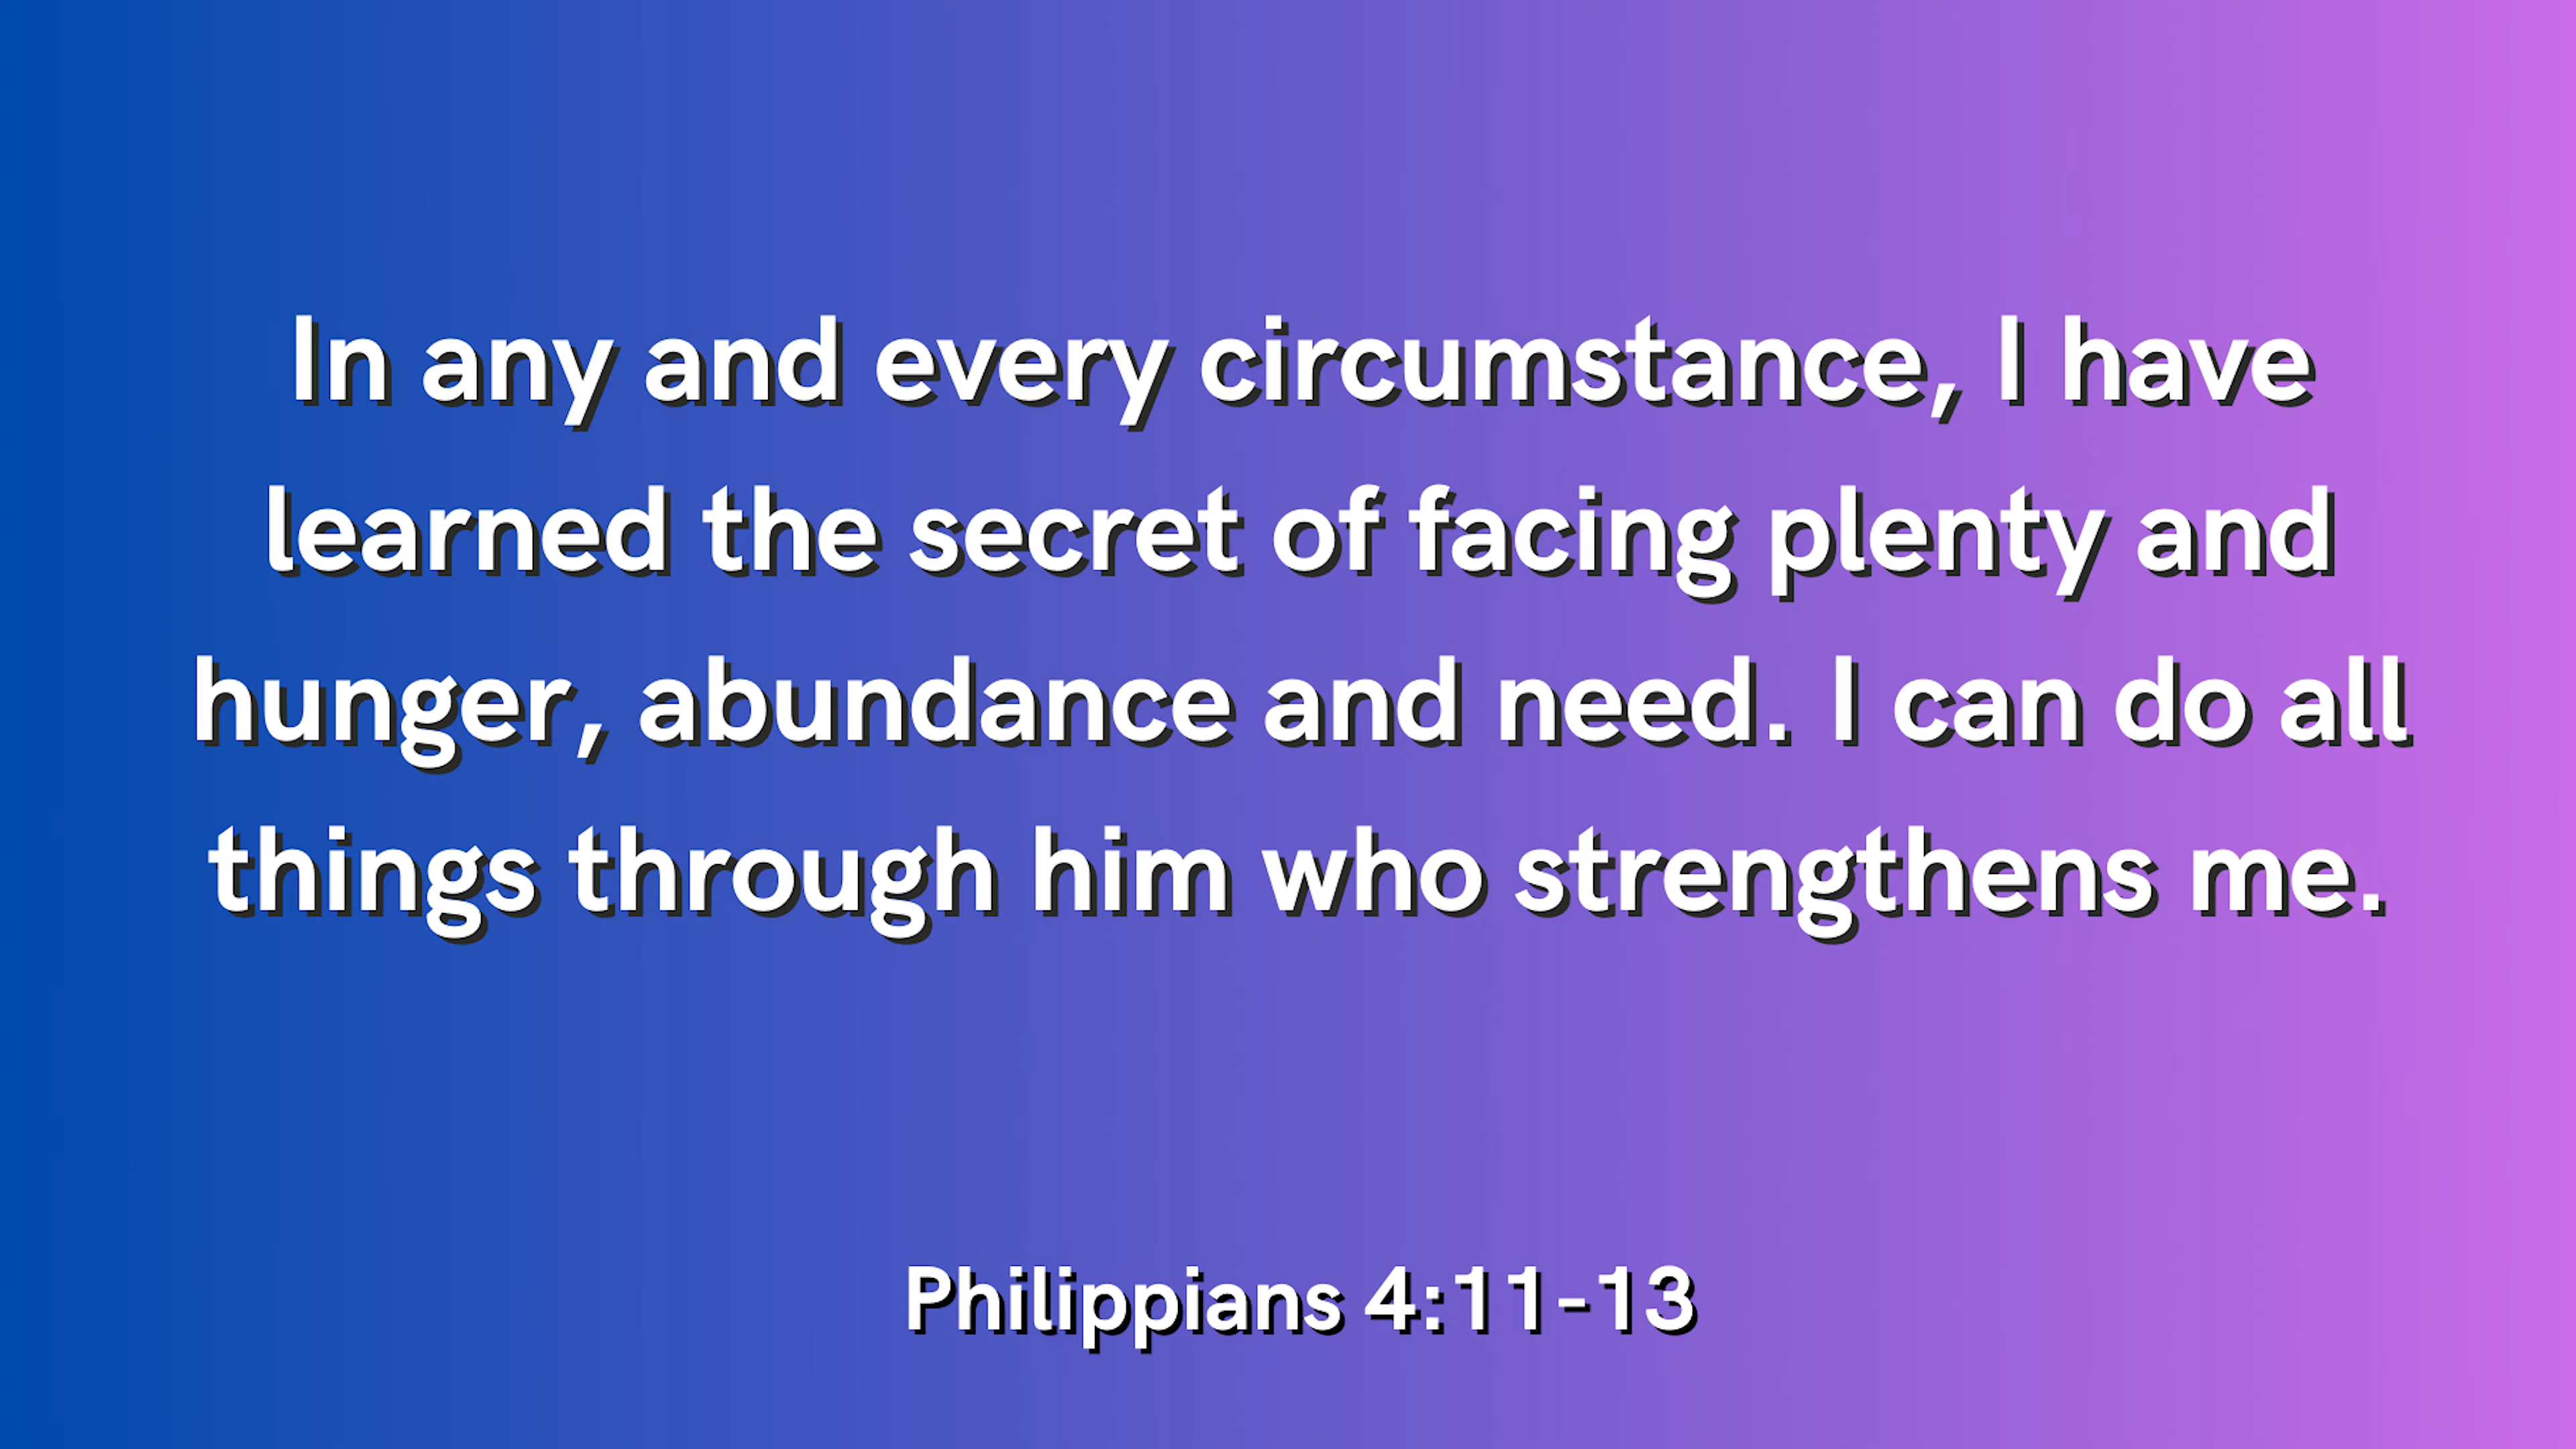 In any and every circumstance, I have
learned the secret of facing plenty and
hunger, abundance and need. I can do all
things through him who strengthens me.
Philippians 4:11-13